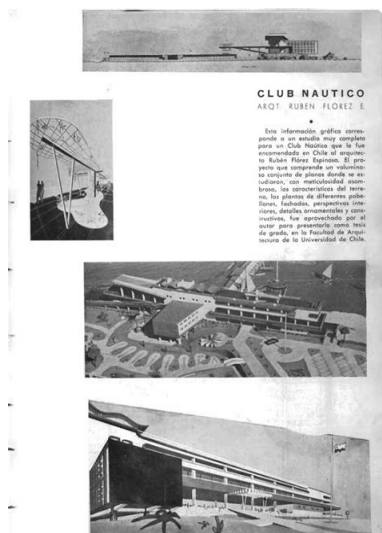 CLUB NAUTICO
ARQT. RUBEN FLOREZ E.
Esta información gráfica corres-
ponde a un estudio muy completo
para un Club Naútico que le fue
encomendada en Chile al arquitec-
to Rubén Flórez Espinosa. El pro-
yecto que comprende un volumino-
so conjunto de planos donde se es-
tudiaron, con meticulosidad asom-
brosa, las características del terre-
no, las plantas de diferentes pabe-
llones, fachadas, perspectivas inte-
riores, detalles ornamentales y cons-
tructivos, fue aprovechado por el
autor para presentarlo como tesis
de grado, en la Facultad de Arqui-
tectura de la Universidad de Chile.